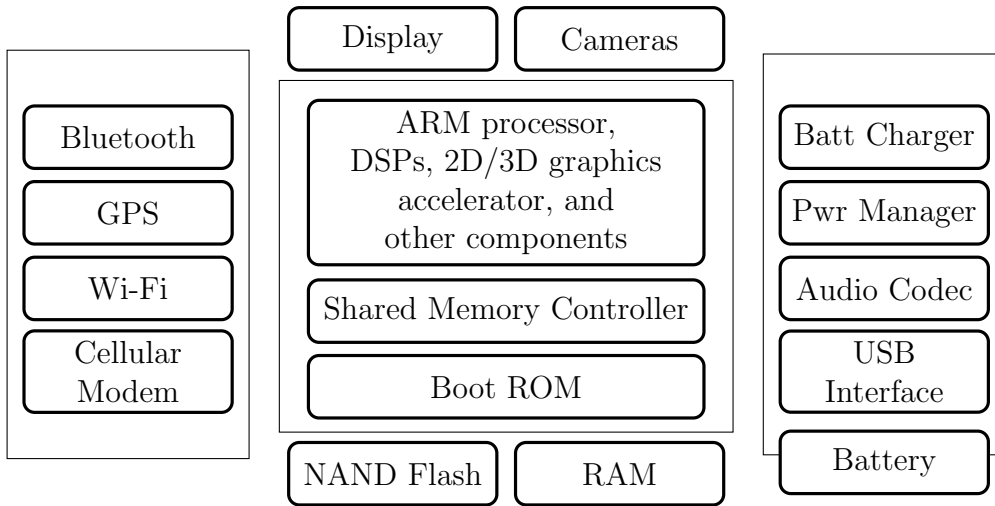 Display
Cameras
Bluetooth
GPS
Wi-Fi
Cellular
Modem
ARM processor,
DSPs, 2D/3D graphics
accelerator, and
other components
Shared Memory Controller
Boot ROM
NAND Flash
RAM
Batt Charger
Pwr Manager
Audio Codec
USB
Interface
Battery